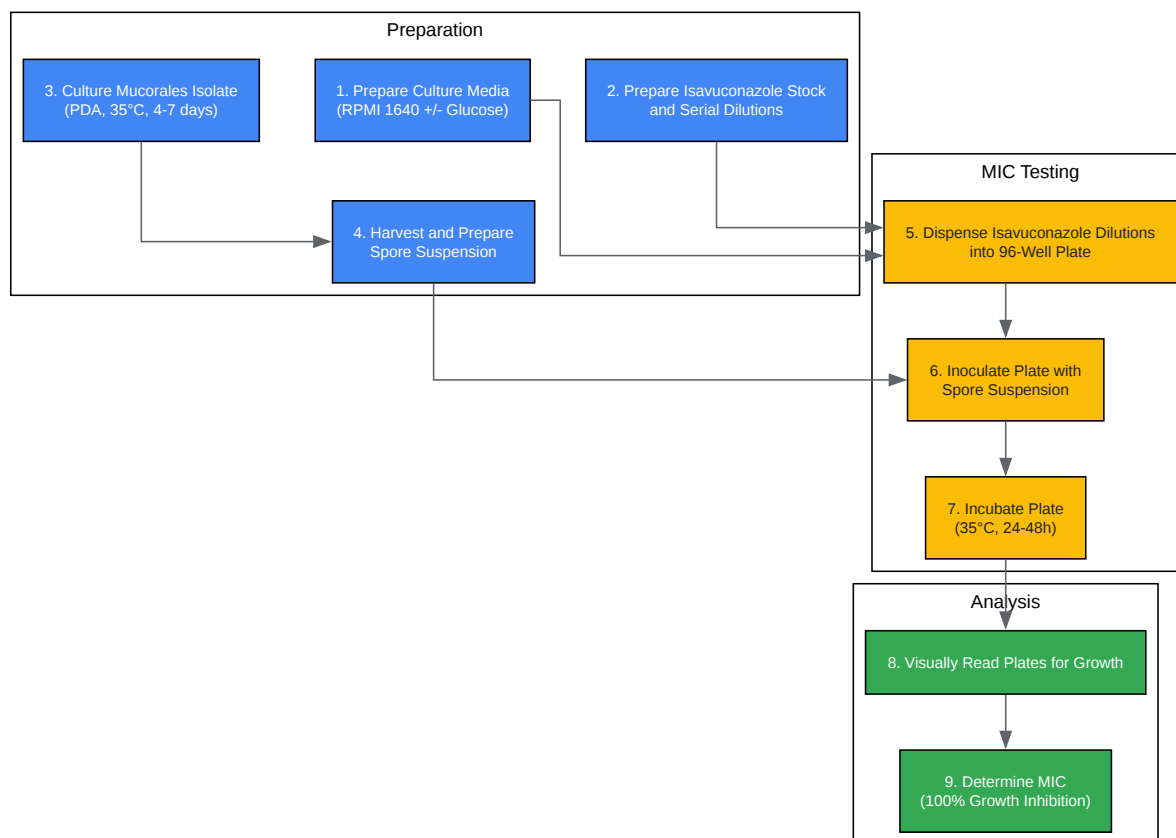 Preparation
3. Culture Mucorales Isolate
(PDA, 35°C, 4-7 days)
1. Prepare Culture Media
(RPMI 1640 +/- Glucose)
2. Prepare Isavuconazole Stock
and Serial Dilutions
4. Harvest and Prepare
Spore Suspension
MIC Testing
5. Dispense Isavuconazole Dilutions
into 96-Well Plate
6. Inoculate Plate with
Spore Suspension
7. Incubate Plate
(35°C, 24-48h)
Analysis
8. Visually Read Plates for Growth
9. Determine MIC
(100% Growth Inhibition)